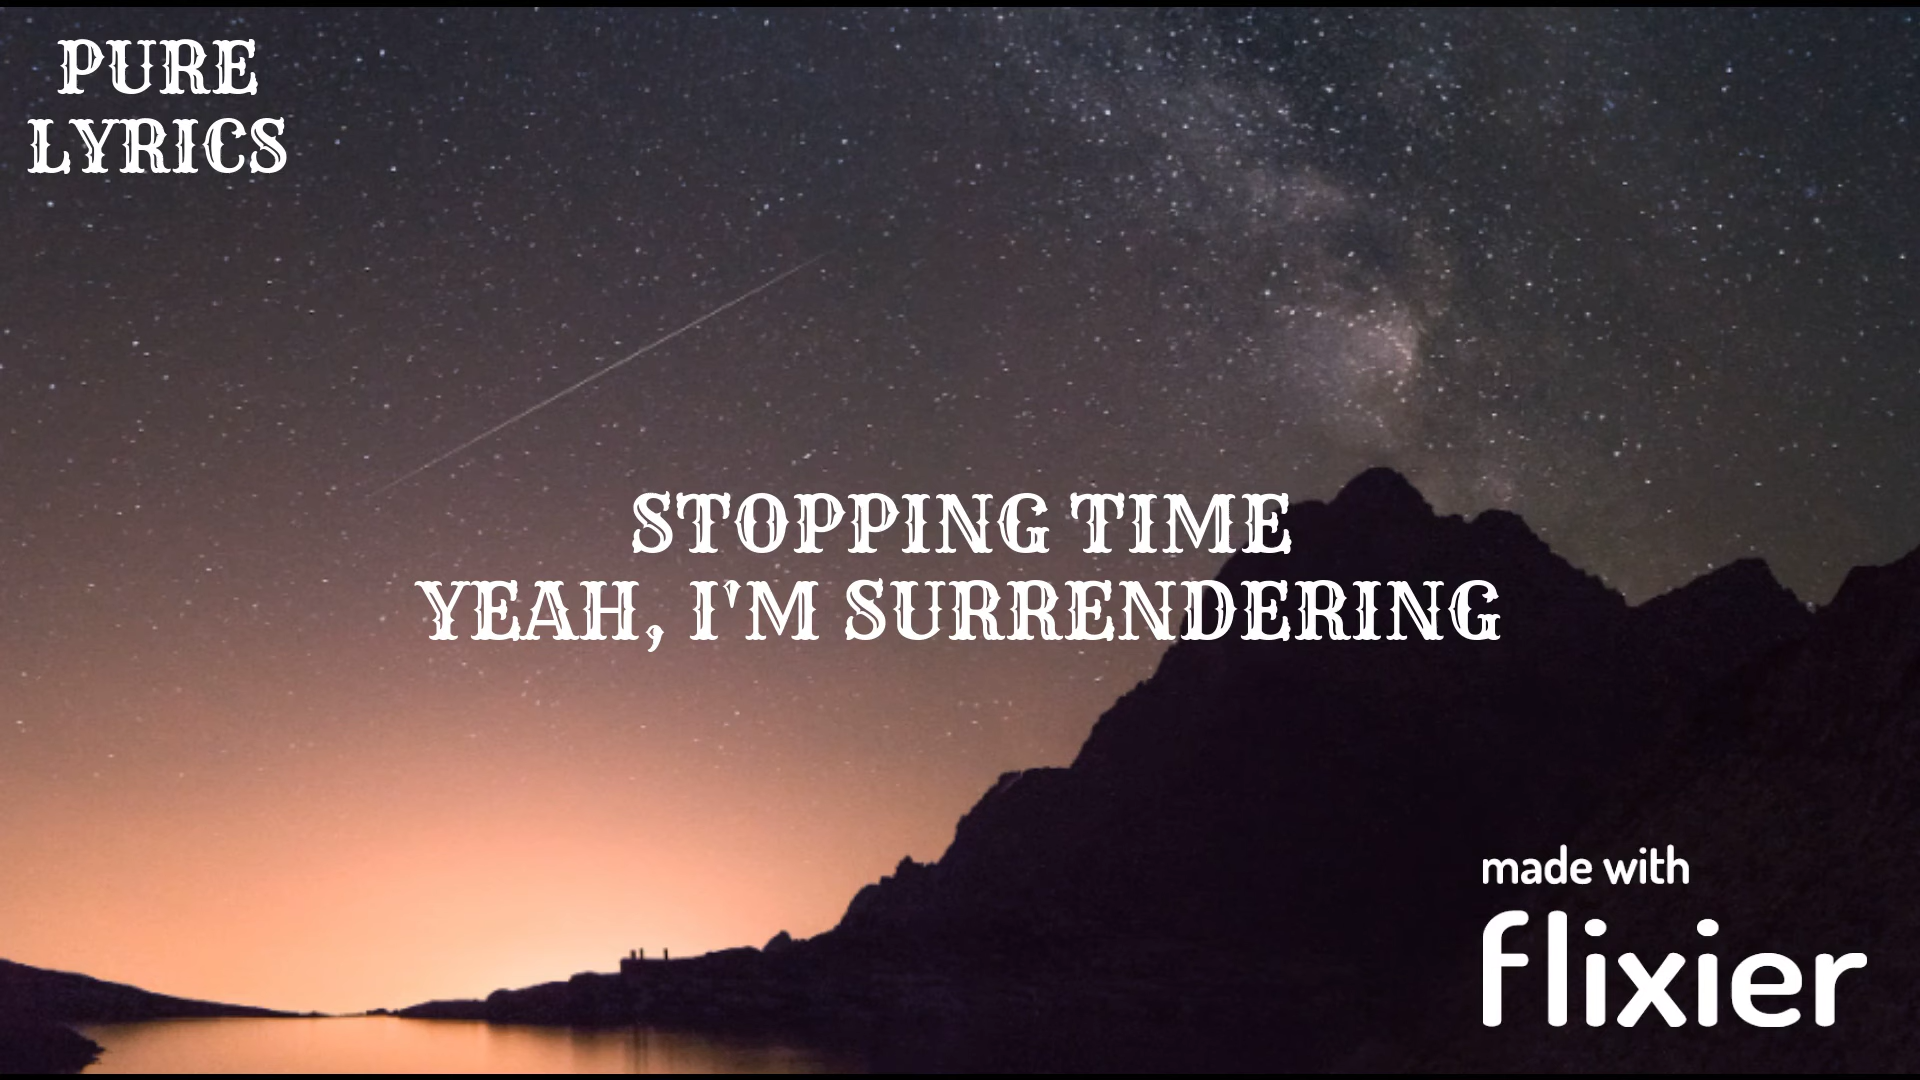 PURE
LYRICS
STOPPING TIME
YEAH, I'M SURRENDERING
made with
flixier